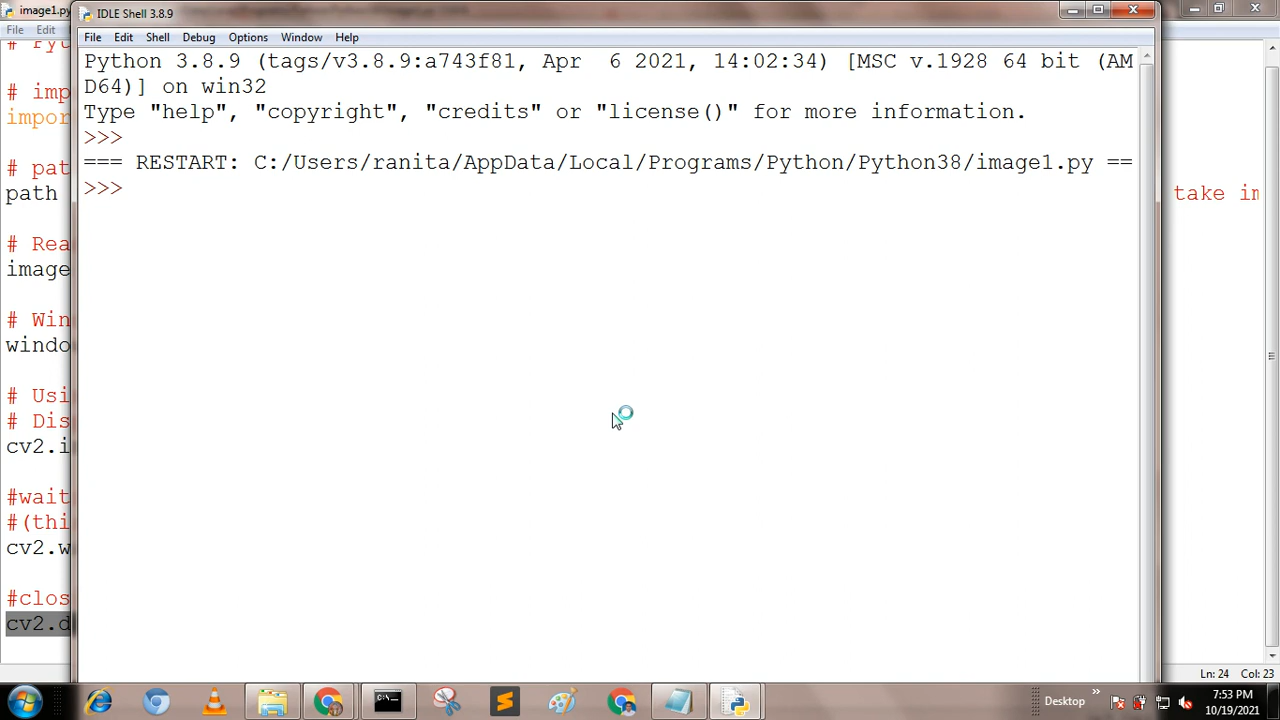 image1.py
IDLE Shell 3.8.9
File Edit
File Edit Shell Debug Options Window Help
Python 3.8.9 (tags/v3.8.9:a743f81, Apr  6 2021, 14:02:34) [MSC v.1928 64 bit (AM
D64)] on win32
Type "help", "copyright", "credits" or "license()" for more information.
>>>
=== RESTART: C:/Users/ranita/AppData/Local/Programs/Python/Python38/image1.py ==
>>>
# imp
impor
# pat
path
take im
# Rea
image
# Win
windo
# Usi
# Dis
cv2.i
#wait
#(thi
cv2.w
#clos
cv2.d
Ln: 24 Col: 23
Desktop
7:53 PM
10/19/2021